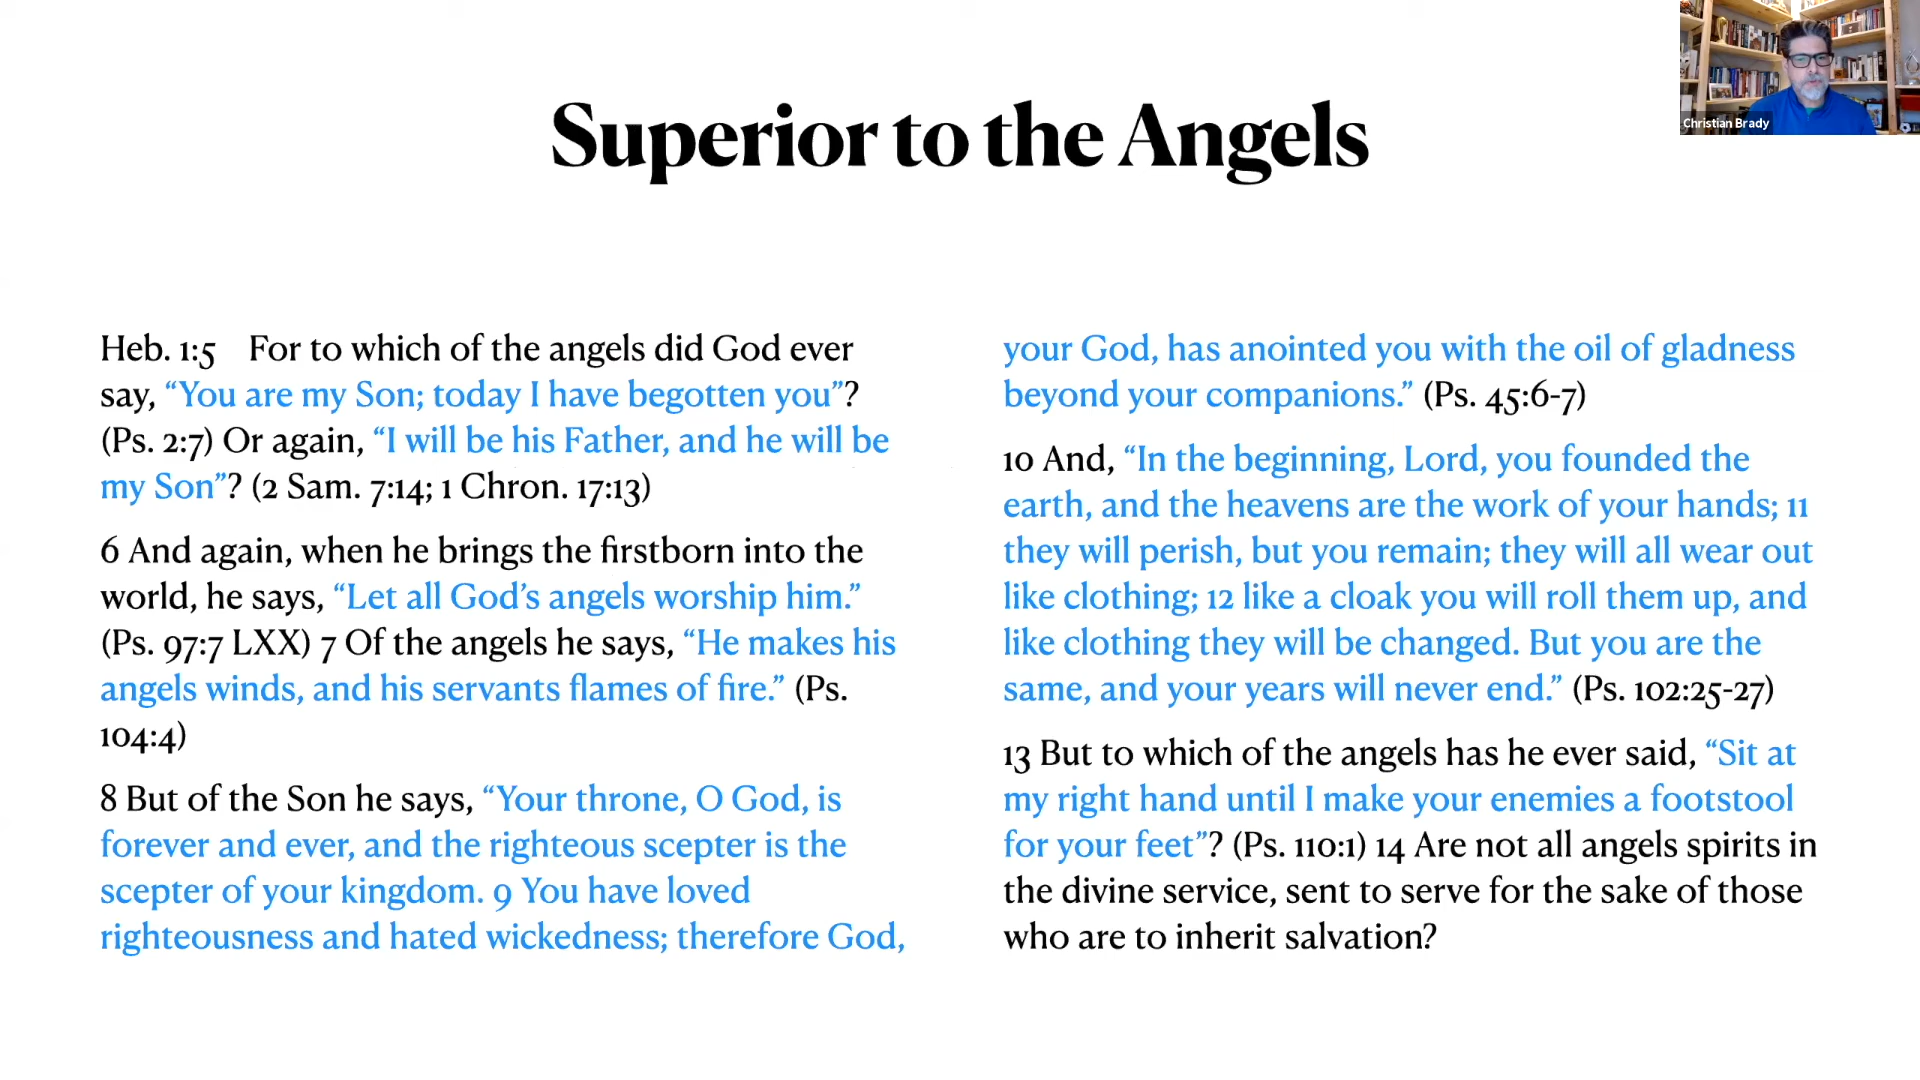 Christian Brady
Superior to the Angels
Heb. 1:5 For to which of the angels did God ever
say, “You are my Son; today I have begotten you”?
(Ps. 2:7) Or again, “I will be his Father, and he will be
my Son”? (2 Sam. 7:14; 1 Chron. 17:13)
6 And again, when he brings the firstborn into the
world, he says, “Let all God’s angels worship him.”
(Ps. 97:7 LXX) 7 Of the angels he says, “He makes his
angels winds, and his servants flames of fire.” (Ps.
104:4)
8 But of the Son he says, “Your throne, O God, is
forever and ever, and the righteous scepter is the
scepter of your kingdom. 9 You have loved
righteousness and hated wickedness; therefore God,
your God, has anointed you with the oil of gladness
beyond your companions.” (Ps. 45:6-7)
10 And, “In the beginning, Lord, you founded the
earth, and the heavens are the work of your hands; 11
they will perish, but you remain; they will all wear out
like clothing; 12 like a cloak you will roll them up, and
like clothing they will be changed. But you are the
same, and your years will never end.” (Ps. 102:25-27)
13 But to which of the angels has he ever said, “Sit at
my right hand until I make your enemies a footstool
for your feet”? (Ps. 110:1) 14 Are not all angels spirits in
the divine service, sent to serve for the sake of those
who are to inherit salvation?